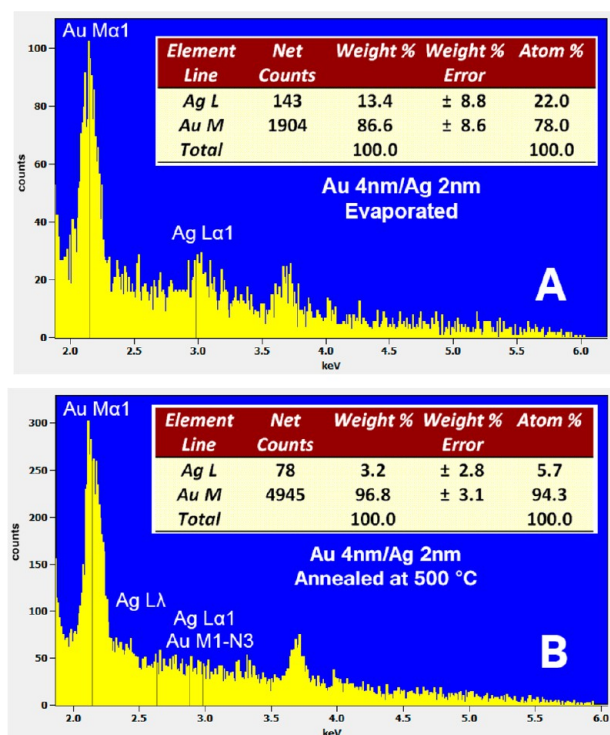 Au Mα1
Element Net Weight % Weight % Atom %
Line Counts Error
Ag L 143 13.4 ± 8.8 22.0
Au M 1904 86.6 ± 8.6 78.0
Total 100.0 100.0
Au 4nm/Ag 2nm
Evaporated
Ag Lα1
A
counts
100
80
60
40
20
0
2.0 2.5 3.0 3.5 4.0 4.5 5.0 5.5 6.0
keV
Au Mα1
Element Net Weight % Weight % Atom %
Line Counts Error
Ag L 78 3.2 ± 2.8 5.7
Au M 4945 96.8 ± 3.1 94.3
Total 100.0 100.0
Au 4nm/Ag 2nm
Annealed at 500 °C
Ag Lλ
Ag Lα1
Au M1-N3
B
counts
300
250
200
150
100
50
0
2.0 2.5 3.0 3.5 4.0 4.5 5.0 5.5 6.0
keV